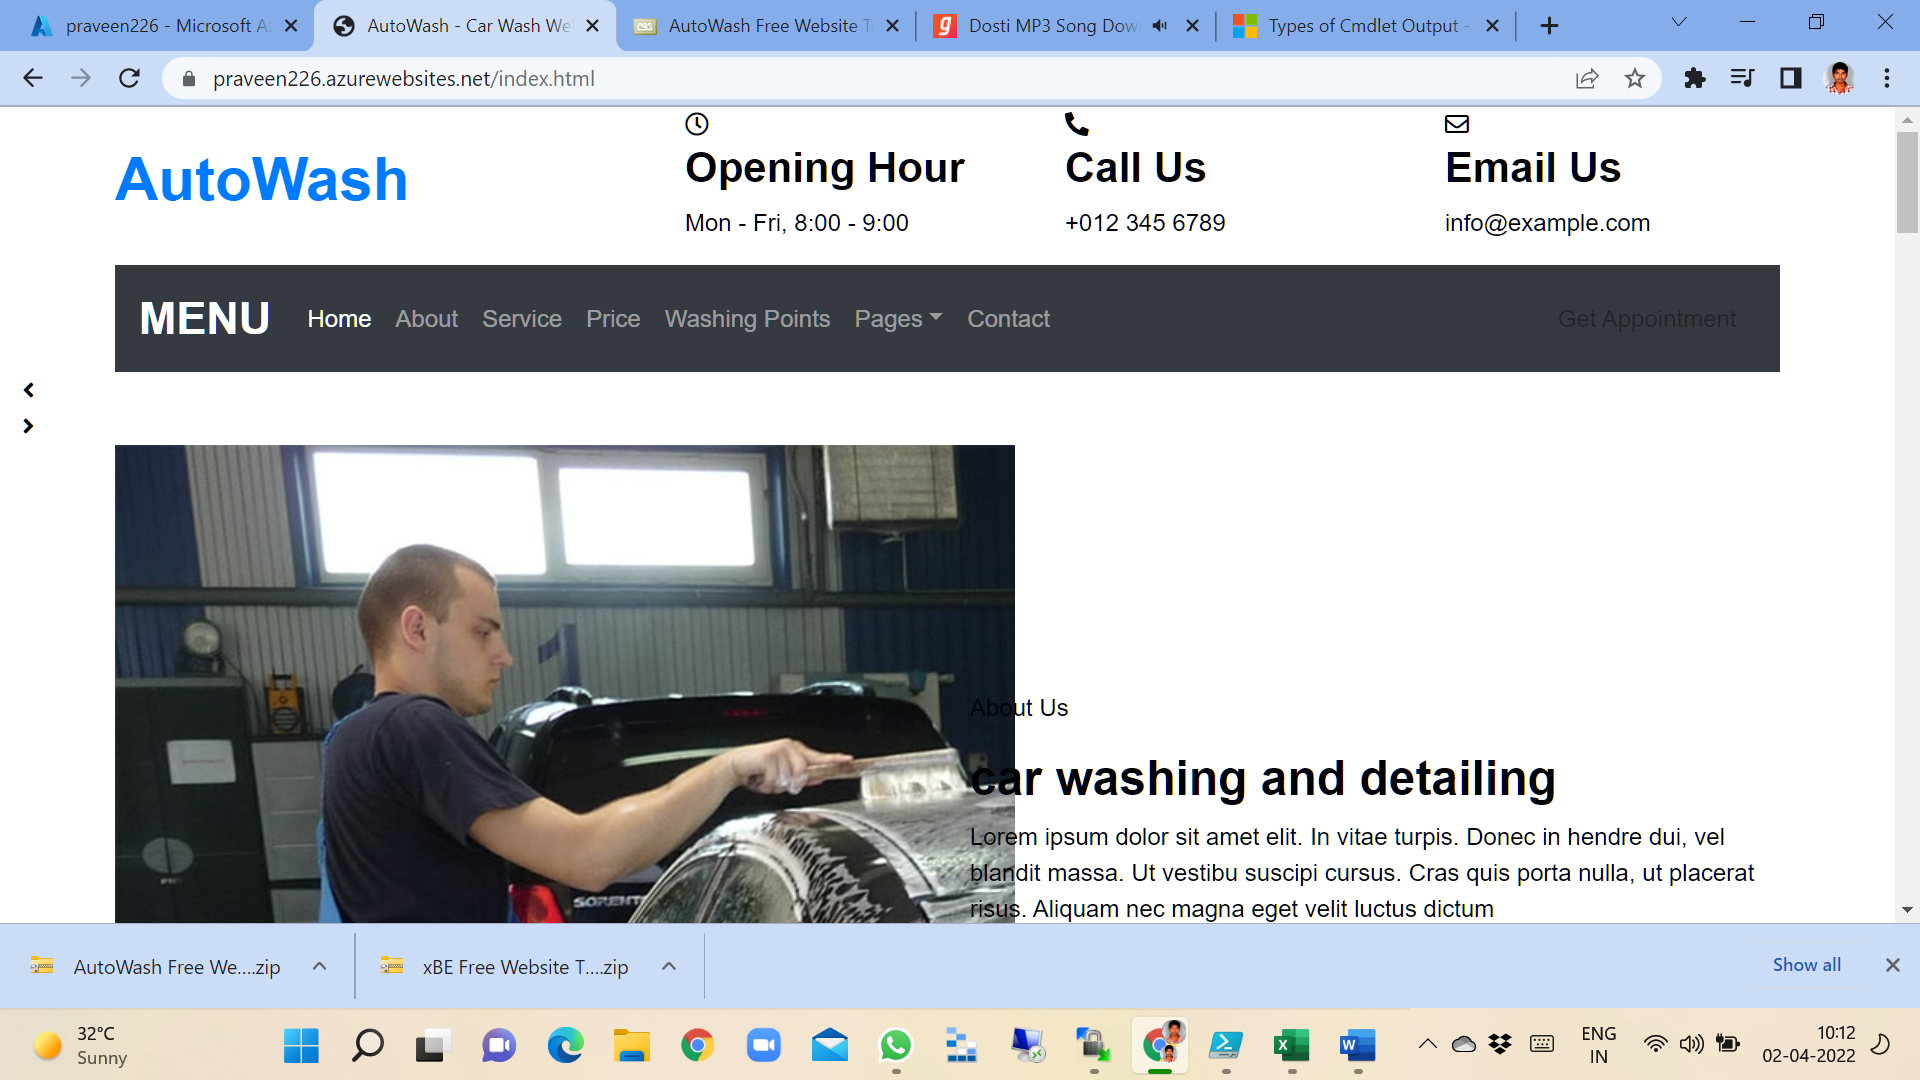 praveen226 - Microsoft A
AutoWash - Car Wash We
AutoWash Free Website T
Dosti MP3 Song Dow
Types of Cmdlet Output -
praveen226.azurewebsites.net/index.html
AutoWash
Opening Hour
Mon - Fri, 8:00 - 9:00
Call Us
+012 345 6789
Email Us
info@example.com
MENU Home About Service Price Washing Points Pages Contact Get Appointment
About Us
car washing and detailing
Lorem ipsum dolor sit amet elit. In vitae turpis. Donec in hendre dui, vel
blandit massa. Ut vestibu suscipi cursus. Cras quis porta nulla, ut placerat
risus. Aliquam nec magna eget velit luctus dictum
SORENT
AutoWash Free We....zip
xBE Free Website T....zip
Show all
32°C
Sunny
ENG
IN
10:12
02-04-2022